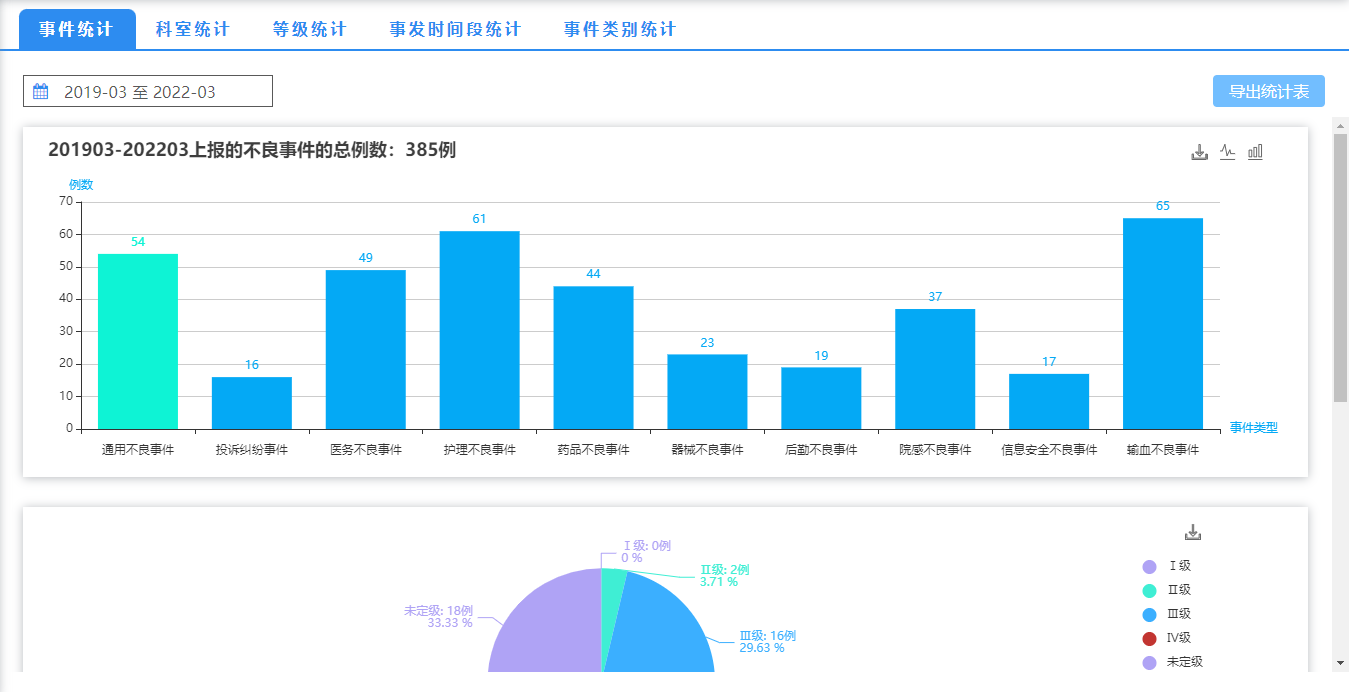 事件统计 科室统计 等级统计 事发时间段统计 事件类别统计
2019-03 至 2022-03 导出统计表
201903-202203上报的不良事件的总例数：385例
例数
70
60
50
40
30
20
10
0
54 16 49 61 44 23 19 37 17 65
通用不良事件 投诉纠纷事件 医务不良事件 护理不良事件 药品不良事件 器械不良事件 后勤不良事件 院感不良事件 信息安全不良事件 输血不良事件
事件类型
Ⅰ 级: 0例
0 %
Ⅱ级: 2例
3.71 %
未定级: 18例
33.33 %
Ⅲ级: 16例
29.63 %
Ⅰ 级
Ⅱ级
Ⅲ级
Ⅳ级
未定级